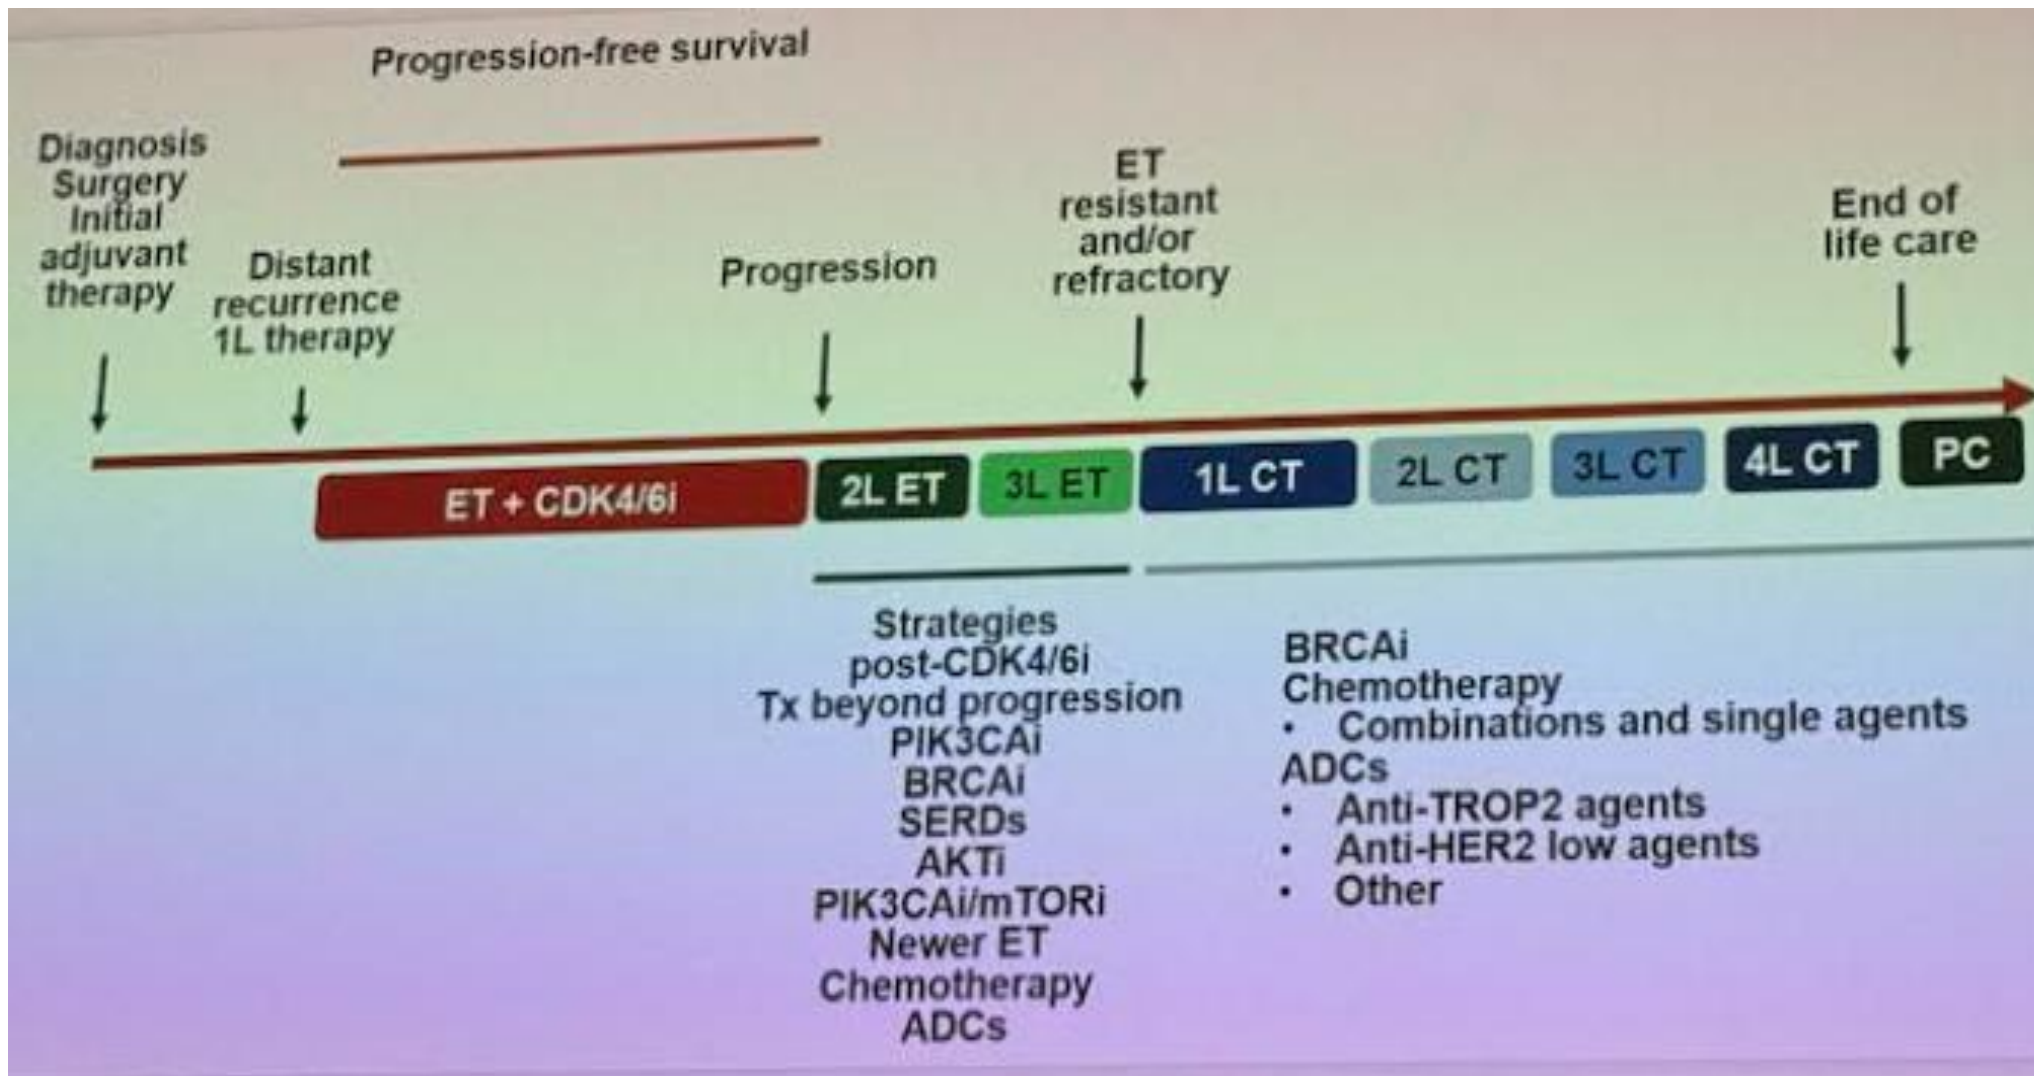 Progression-free survival
Diagnosis
Surgery
Initial
adjuvant
therapy
Distant
recurrence
1L therapy
Progression
ET
resistant
and/or
refractory
End of
life care
ET + CDK4/6i
2L ET
3L ET
1L CT
2L CT
3L CT
4L CT
PC
Strategies
post-CDK4/6i
Tx beyond progression
PIK3CAi
BRCAi
SERDs
AKTi
PIK3CAi/mTORi
Newer ET
Chemotherapy
ADCs
BRCAi
Chemotherapy
• Combinations and single agents
ADCs
• Anti-TROP2 agents
• Anti-HER2 low agents
• Other